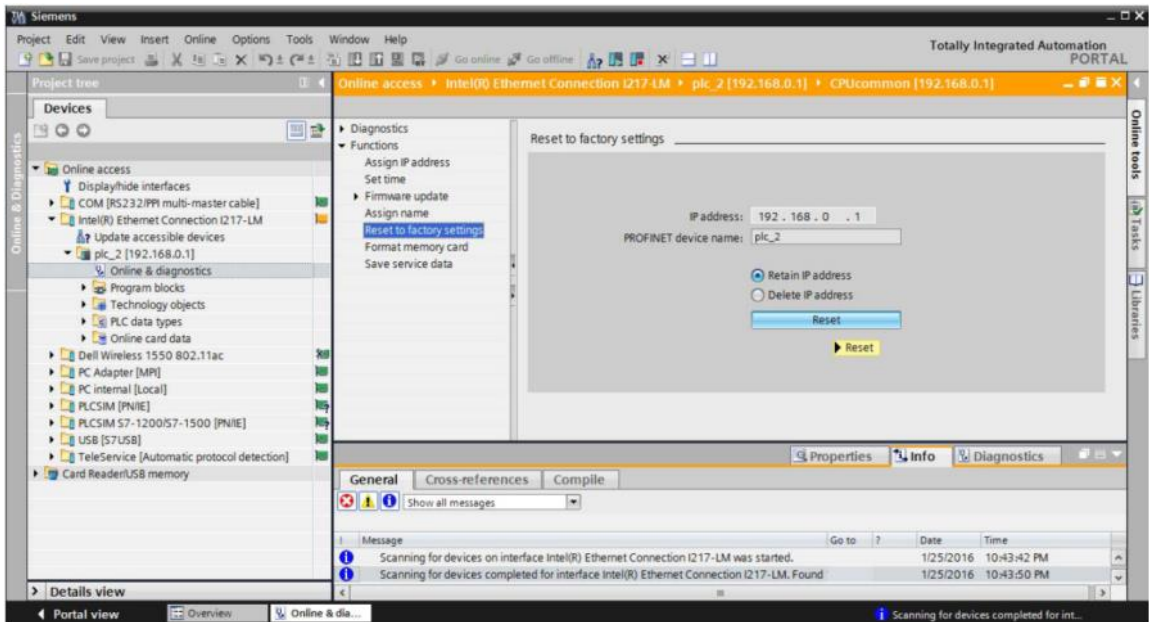 Siemens
Project Edit View Insert Online Options Tools Window Help
Totally Integrated Automation
PORTAL
Save project
Go online
Go offline
Project tree
Devices
Online & Diagnostics
Online access
Display/hide interfaces
COM [RS232/PPI multi-master cable]
Intel(R) Ethernet Connection I217-LM
Update accessible devices
plc_2 [192.168.0.1]
Online & diagnostics
Program blocks
Technology objects
PLC data types
Online card data
Dell Wireless 1550 802.11ac
PC Adapter [MPI]
PC internal [Local]
PLCSIM [PN/IE]
PLCSIM S7-1200/S7-1500 [PN/IE]
USB [S7USB]
TeleService [Automatic protocol detection]
Card Reader/USB memory
Details view
Online access Intel(R) Ethernet Connection I217-LM plc_2 [192.168.0.1] CPUcommon [192.168.0.1]
Diagnostics
Functions
Assign IP address
Set time
Firmware update
Assign name
Reset to factory settings
Format memory card
Save service data
Reset to factory settings
IP address: 192 . 168 . 0 . 1
PROFINET device name: plc_2
Retain IP address
Delete IP address
Reset
Reset
Online tools
Tasks
Libraries
Properties Info Diagnostics
General Cross-references Compile
Show all messages
! Message Go to ? Date Time
Scanning for devices on interface Intel(R) Ethernet Connection I217-LM was started. 1/25/2016 10:43:42 PM
Scanning for devices completed for interface Intel(R) Ethernet Connection I217-LM. Found 1/25/2016 10:43:50 PM
Portal view Overview Online & dia... Scanning for devices completed for int...